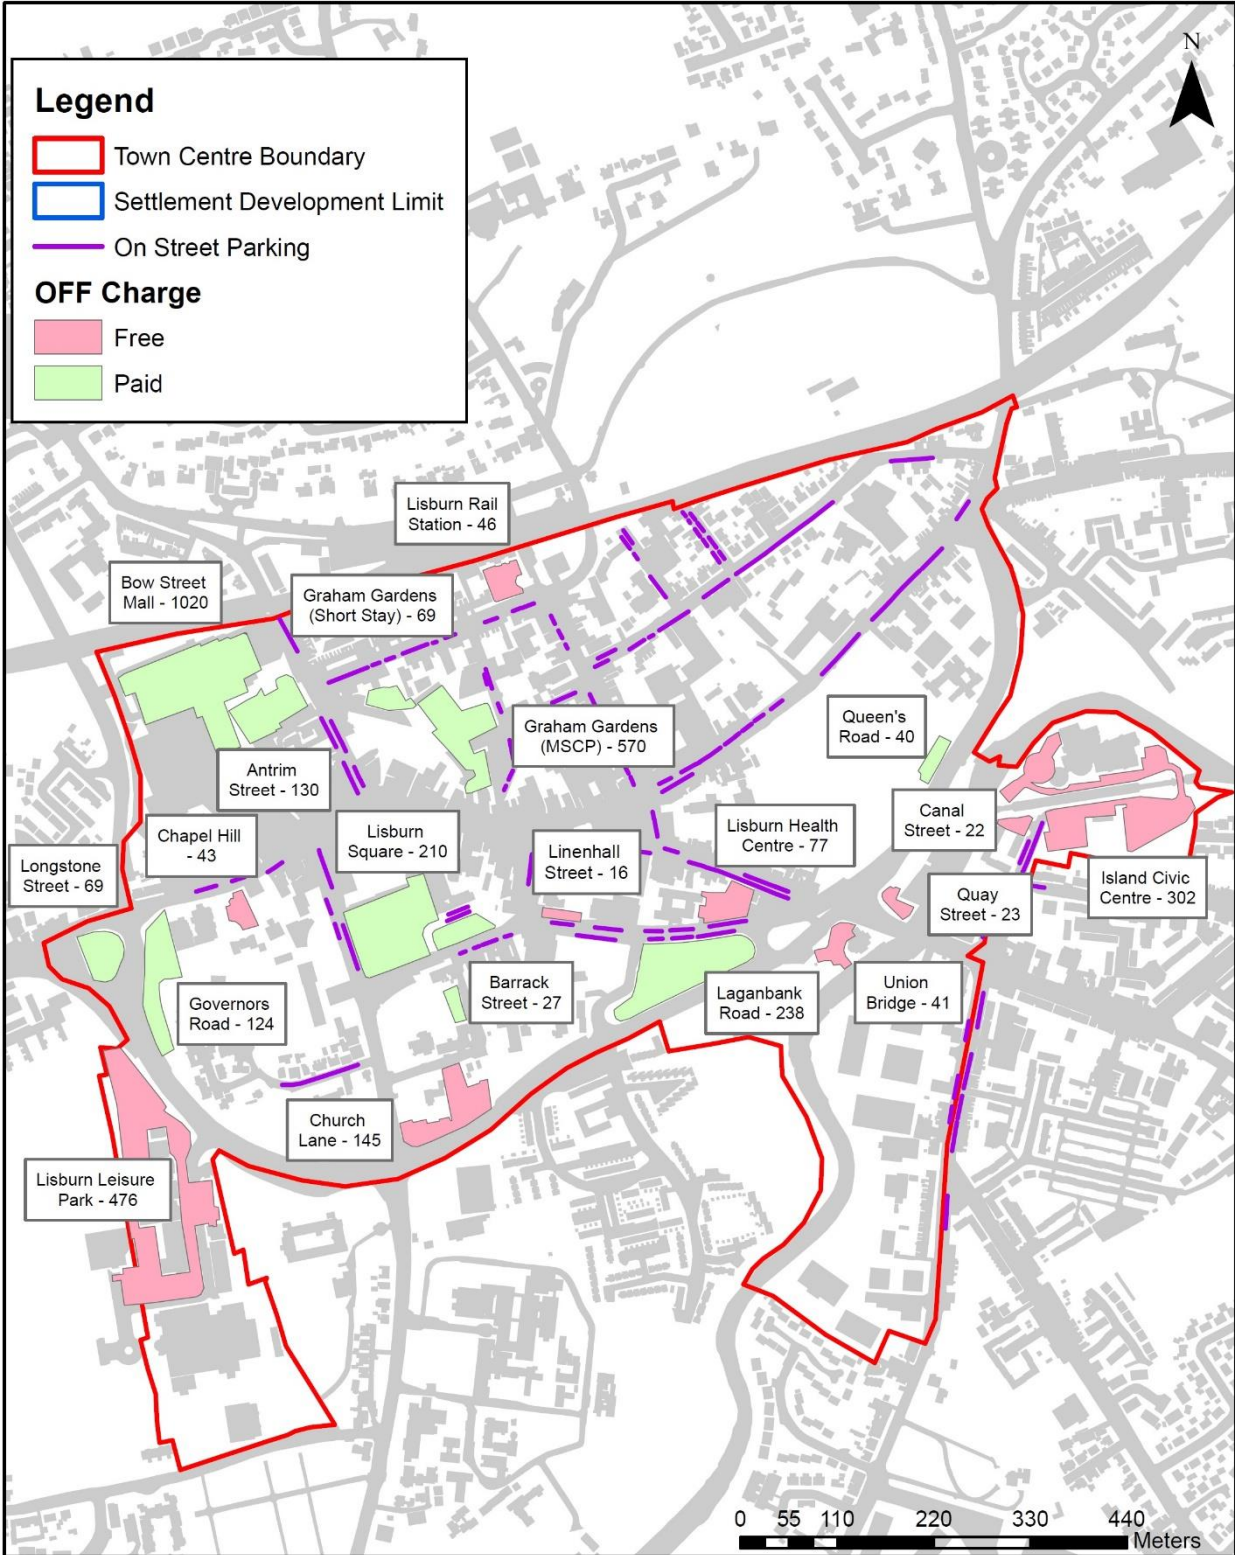 N
Legend
Town Centre Boundary
Settlement Development Limit
On Street Parking
OFF Charge
Free
Paid
Lisburn Rail
Station - 46
Bow Street
Mall - 1020
Graham Gardens
(Short Stay) - 69
Graham Gardens
(MSCP) - 570
Queen's
Road - 40
Antrim
Street - 130
Canal
Street - 22
Chapel Hill
- 43
Lisburn
Square - 210
Linenhall
Street - 16
Lisburn Health
Centre - 77
Longstone
Street - 69
Quay
Street - 23
Island Civic
Centre - 302
Governors
Road - 124
Barrack
Street - 27
Laganbank
Road - 238
Union
Bridge - 41
Church
Lane - 145
Lisburn Leisure
Park - 476
0 55 110 220 330 440
Meters